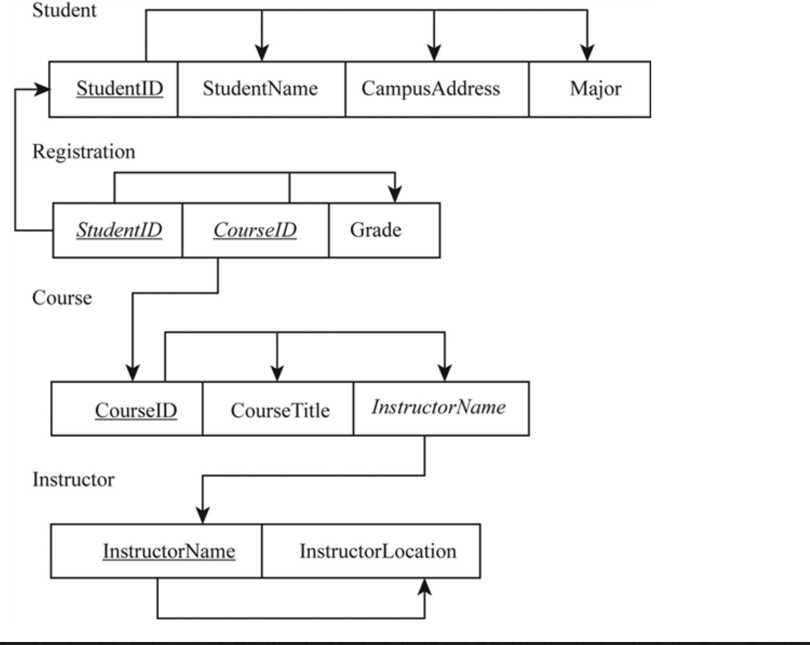 Student
StudentID StudentName CampusAddress Major
Registration
StudentID CourseID Grade
Course
CourseID CourseTitle InstructorName
Instructor
InstructorName InstructorLocation